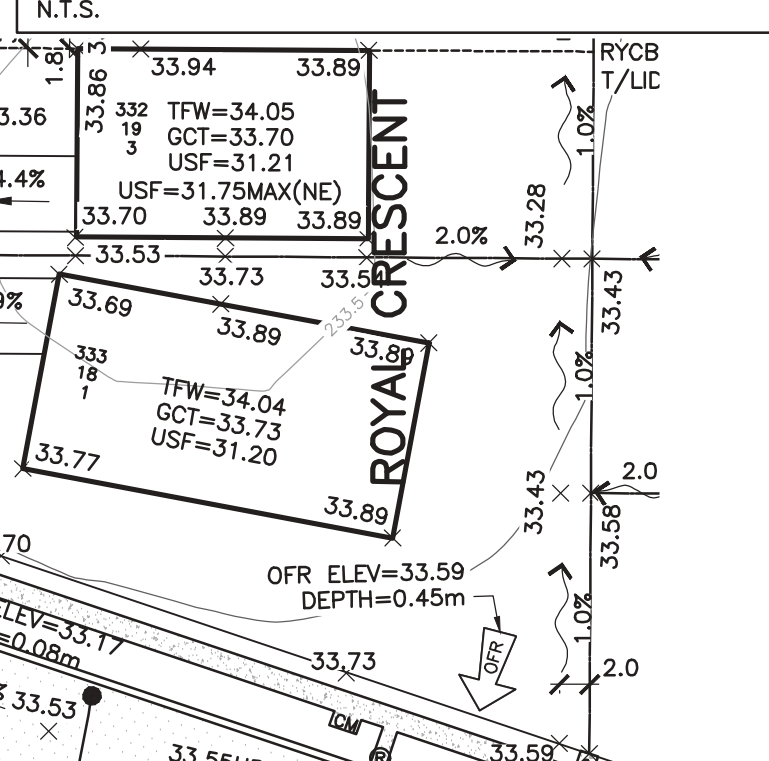 N.T.S.
RYCB
T/LID
1.8
3
33.94
33.89
33.86
3.36
332
19
3
TFW=34.05
GCT=33.70
USF=31.21
USF=31.75MAX(NE)
1.0%
4.4%
33.70
33.89
33.89
33.28
2.0%
33.53
33.73
33.54
ROYAL CRESCENT
33.43
9%
33.69
33.89
233.5
33.89
1.0%
333
18
1
TFW=34.04
GCT=33.73
USF=31.20
33.77
33.89
33.43
2.0
33.58
70
OFR ELEV=33.59
DEPTH=0.45m
1.0%
ELEV=33.17
=0.08m
OFR
33.73
2.0
33.53
CM
R
33.59